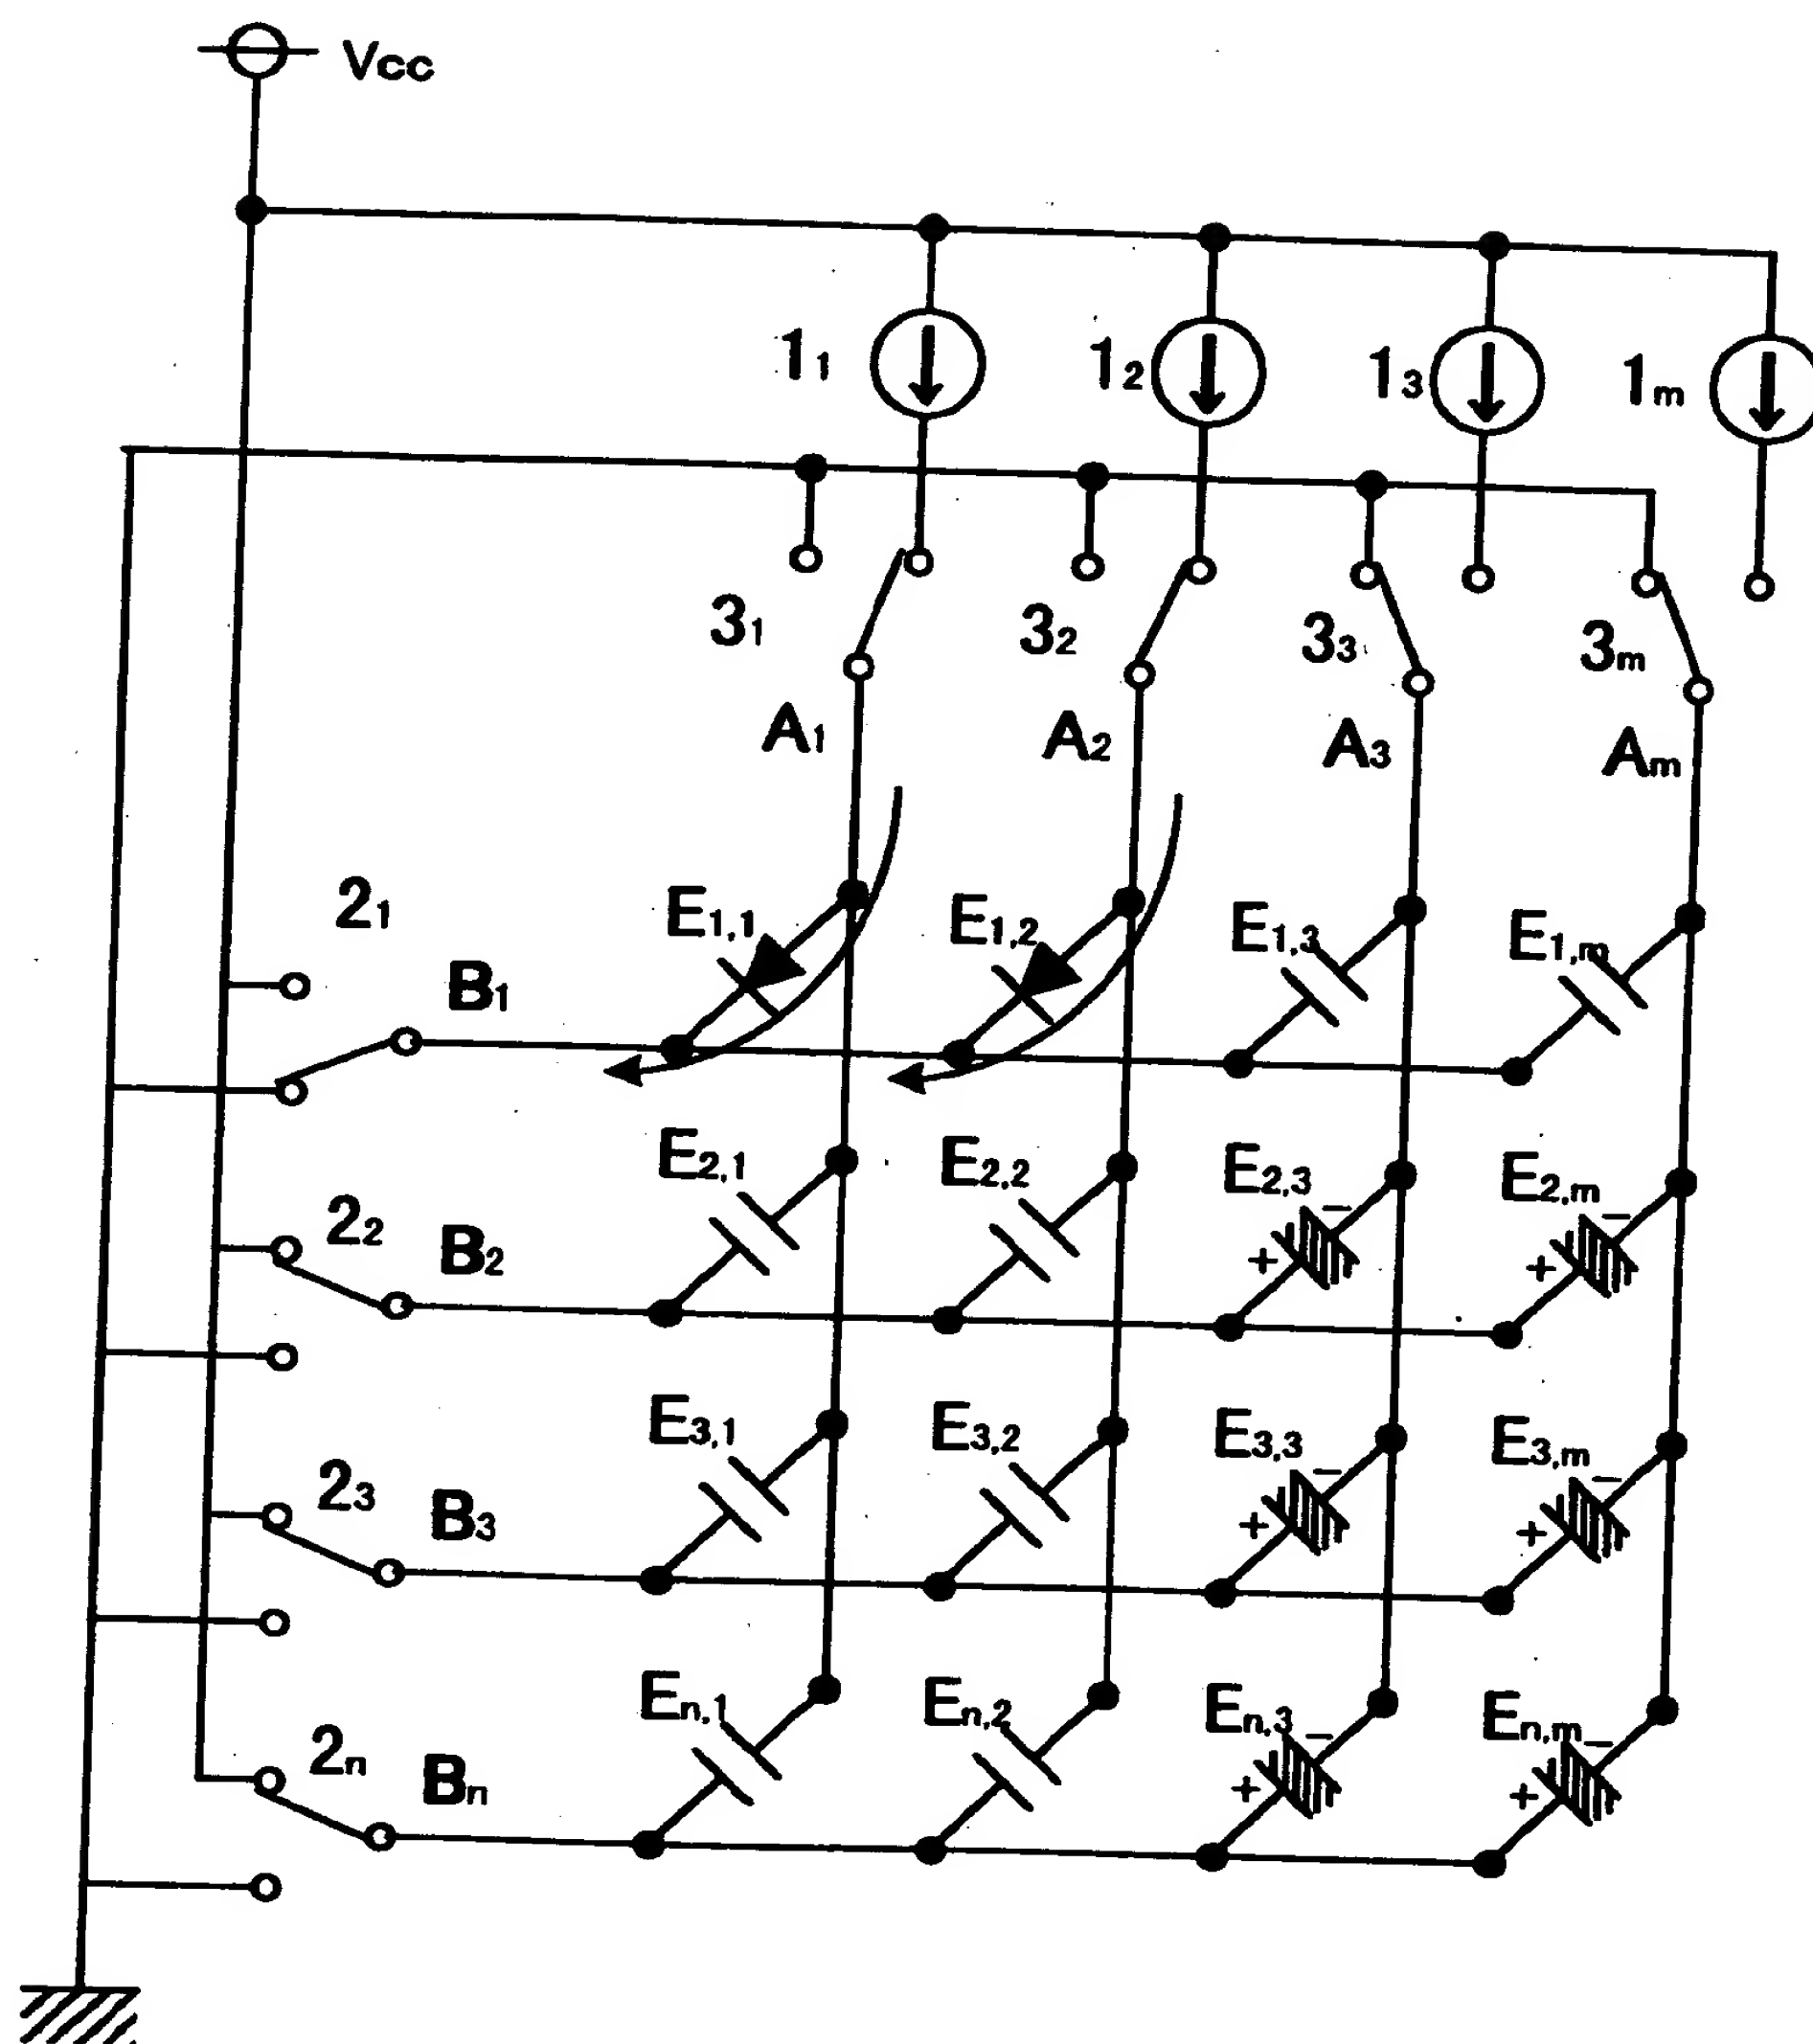 Vcc
1₁ 1₂ 1₃ 1m
3₁ 3₂ 3₃ 3m
A₁ A₂ A₃ Am
2₁ E1,1 E1,2 E1,3 E1,m
B₁
E2,1 E2,2 E2,3 E2,m
2₂ B₂ − −
+ +
E3,1 E3,2 E3,3 E3,m
2₃ B₃ − −
+ +
En,1 En,2 En,3 En,m
2n Bn − −
+ +